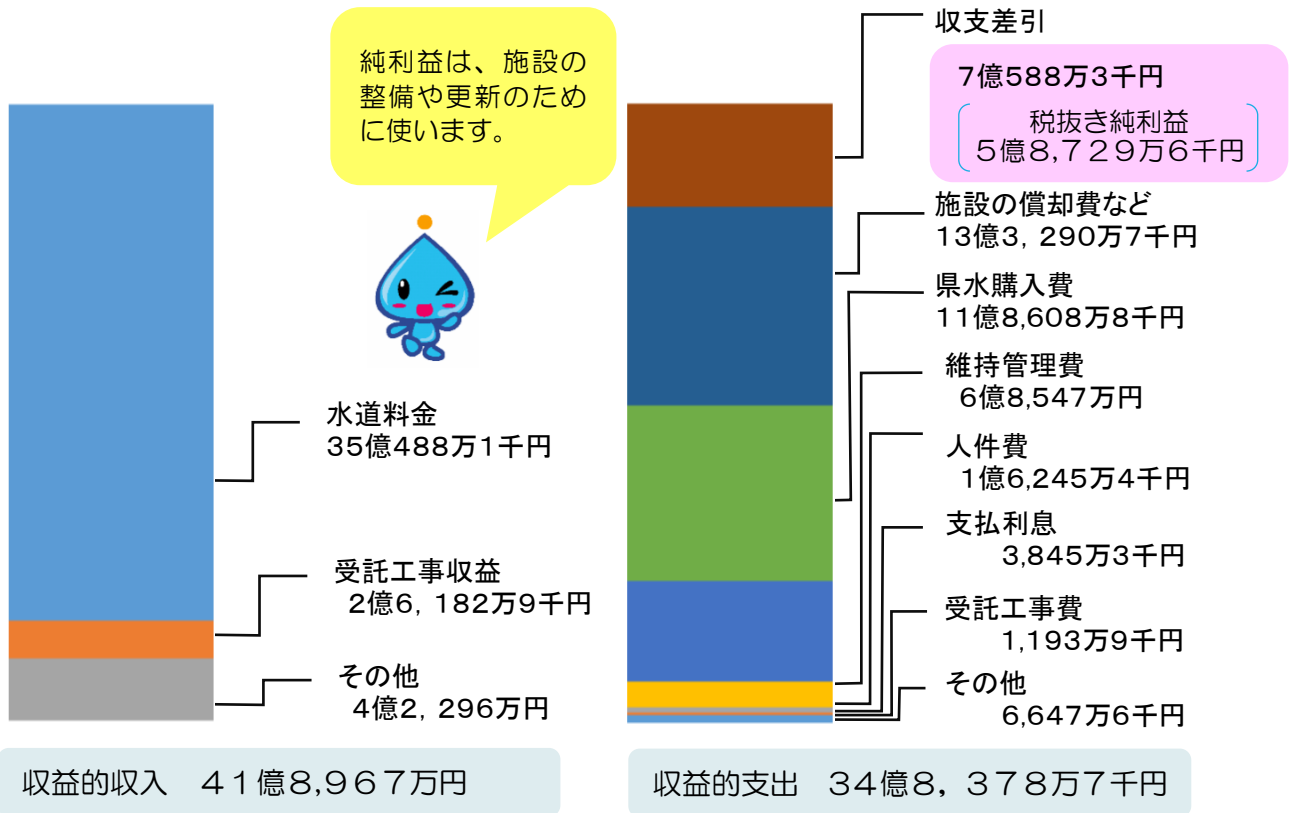 純利益は、施設の
整備や更新のため
に使います。
水道料金
35億488万1千円
受託工事収益
2億6, 182万9千円
その他
4億2, 296万円
収益的収入 41億8,967万円
収支差引
7億588万3千円
税抜き純利益
5億8,729万6千円
施設の償却費など
13億3, 290万7千円
県水購入費
11億8,608万8千円
維持管理費
6億8,547万円
人件費
1億6,245万4千円
支払利息
3,845万3千円
受託工事費
1,193万9千円
その他
6,647万6千円
収益的支出 34億8, 378万7千円